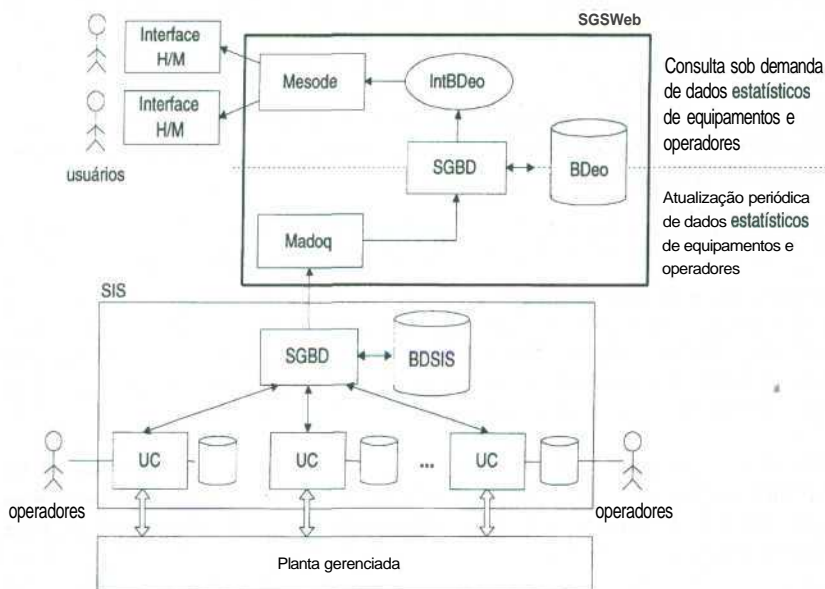 SGSWeb
Interface
H/M
Mesode
IntBDeo
Interface
H/M
usuários
SGBD
BDeo
Consulta sob demanda
de dados estatísticos
de equipamentos e
operadores
Madoq
Atualização periódica
de dados estatísticos
de equipamentos e
operadores
SIS
SGBD
BDSIS
UC
UC
...
UC
operadores
operadores
Planta gerenciada